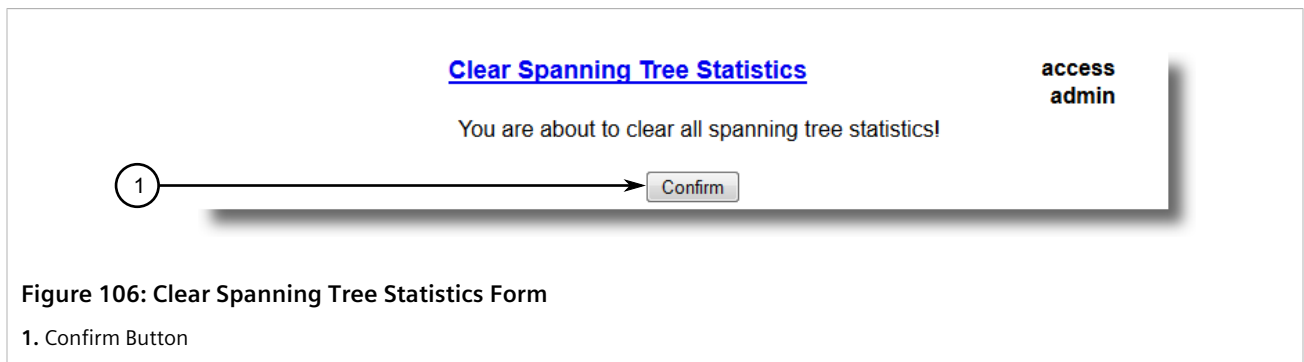 Clear Spanning Tree Statistics
access
admin
You are about to clear all spanning tree statistics!
1
Confirm
Figure 106: Clear Spanning Tree Statistics Form
1. Confirm Button